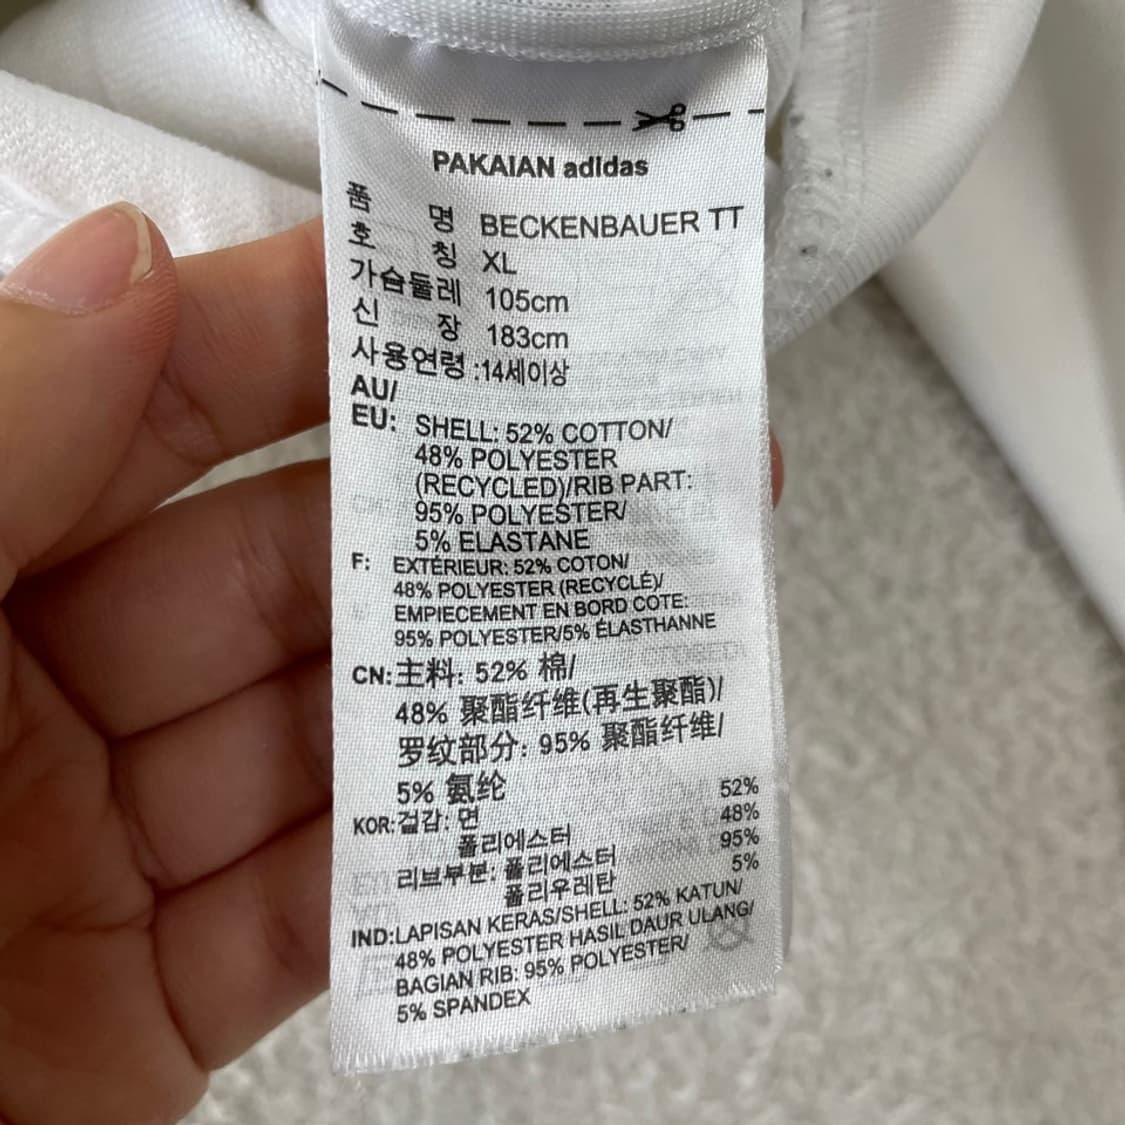 PAKAIAN adidas
품 명 BECKENBAUER TT
호 칭 XL
가슴둘레 105cm
신 장 183cm
사용연령 :14세이상
AU/
EU: SHELL: 52% COTTON/
48% POLYESTER
(RECYCLED)/RIB PART:
95% POLYESTER/
5% ELASTANE
F: EXTÉRIEUR: 52% COTON/
48% POLYESTER (RECYCLÉ)/
EMPIECEMENT EN BORD COTE:
95% POLYESTER/5% ÉLASTHANNE
CN:主料: 52% 棉/
48% 聚酯纤维(再生聚酯)/
罗纹部分: 95% 聚酯纤维/
5% 氨纶
KOR:겉감: 면 52%
폴리에스터 48%
리브부분: 폴리에스터 95%
폴리우레탄 5%
IND:LAPISAN KERAS/SHELL: 52% KATUN/
48% POLYESTER HASIL DAUR ULANG/
BAGIAN RIB: 95% POLYESTER/
5% SPANDEX